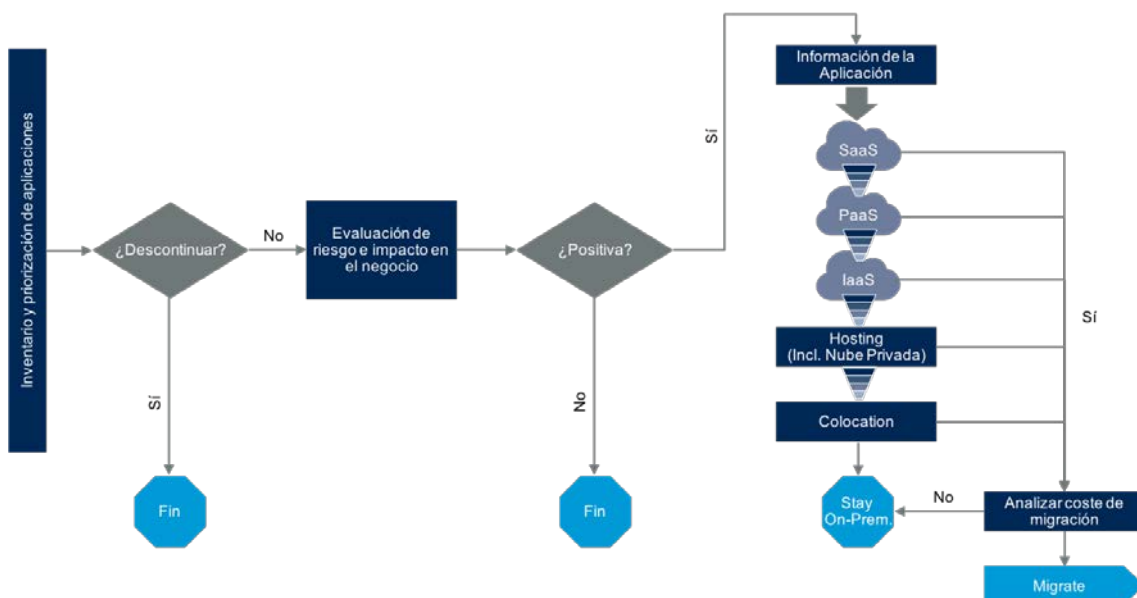 Inventario y priorización de aplicaciones
¿Descontinuar?
No
Sí
Fin
Evaluación de
riesgo e impacto en
el negocio
¿Positiva?
Sí
No
Fin
Información de la
Aplicación
SaaS
PaaS
IaaS
Hosting
(Incl. Nube Privada)
Colocation
Sí
Stay
On-Prem.
No
Analizar coste de
migración
Migrate